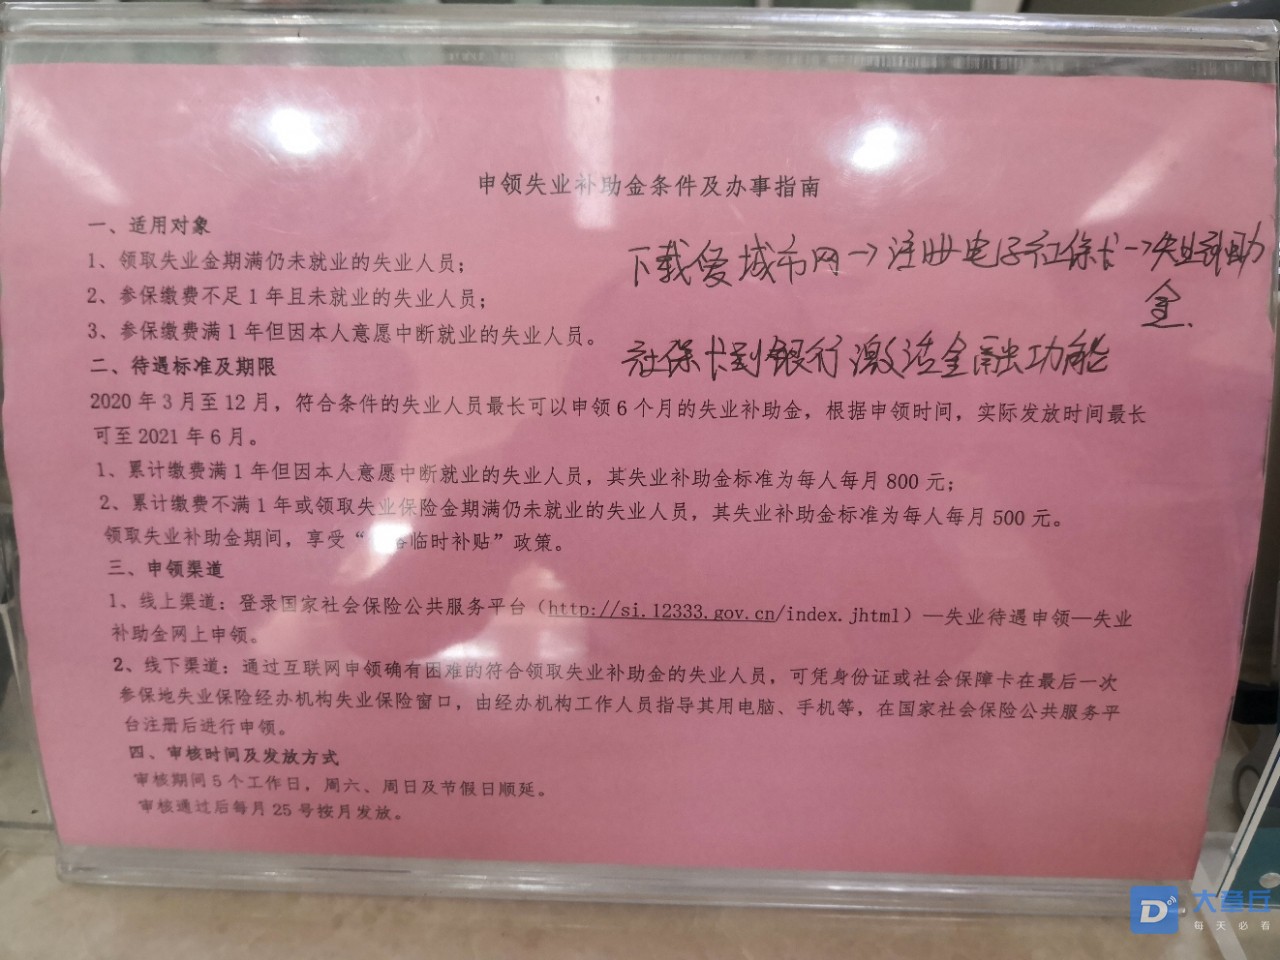 申领失业补助金条件及办事指南
一、适用对象
1、领取失业金期满仍未就业的失业人员；
2、参保缴费不足1年且未就业的失业人员；
3、参保缴费满1年但因本人意愿中断就业的失业人员。
下载爱城市网→注册电子社保卡→失业补助
金.
社保卡到银行激活金融功能
二、待遇标准及期限
2020年3月至12月，符合条件的失业人员最长可以申领6个月的失业补助金，根据申领时间，实际发放时间最长
可至2021年6月。
1、累计缴费满1年但因本人意愿中断就业的失业人员，其失业补助金标准为每人每月800元；
2、累计缴费不满1年或领取失业保险金期满仍未就业的失业人员，其失业补助金标准为每人每月500元。
领取失业补助金期间，享受“临时补贴”政策。
三、申领渠道
1、线上渠道：登录国家社会保险公共服务平台（http://si.12333.gov.cn/index.jhtml）—失业待遇申领—失业
补助金网上申领。
2、线下渠道：通过互联网申领确有困难的符合领取失业补助金的失业人员，可凭身份证或社会保障卡在最后一次
参保地失业保险经办机构失业保险窗口，由经办机构工作人员指导其用电脑、手机等，在国家社会保险公共服务平
台注册后进行申领。
四、审核时间及发放方式
审核期间5个工作日，周六、周日及节假日顺延。
审核通过后每月25号按月发放。
D 大章丘
每天必看